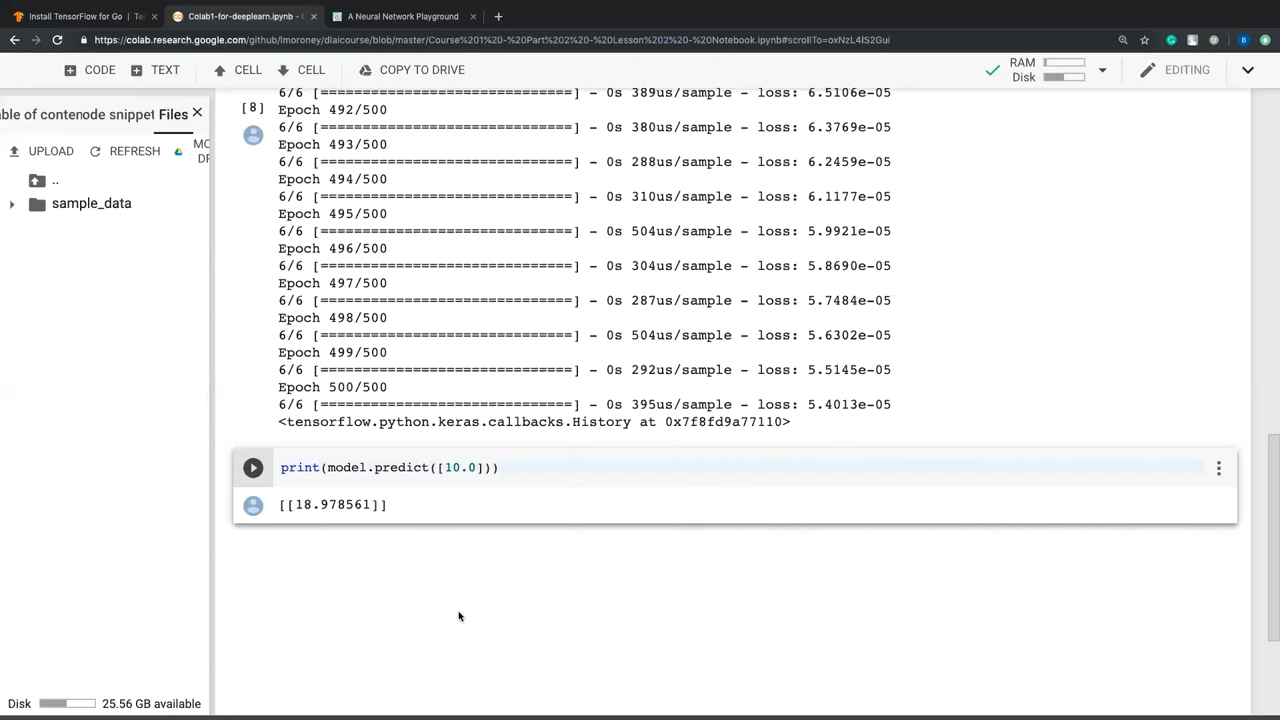 Install TensorFlow for Go | Te
Colab1-for-deeplearn.ipynb -
A Neural Network Playground
https://colab.research.google.com/github/lmoroney/dlaicourse/blob/master/Course%201%20-%20Part%202%20-%20Lesson%202%20-%20Notebook.ipynb#scrollTo=oxNzL4lS2Gui
CODE TEXT CELL CELL COPY TO DRIVE RAM Disk EDITING
le of contenode snippet Files
UPLOAD REFRESH MO
DR
..
sample_data
6/6 [==============================] - 0s 389us/sample - loss: 6.5106e-05
[8] Epoch 492/500
6/6 [==============================] - 0s 380us/sample - loss: 6.3769e-05
Epoch 493/500
6/6 [==============================] - 0s 288us/sample - loss: 6.2459e-05
Epoch 494/500
6/6 [==============================] - 0s 310us/sample - loss: 6.1177e-05
Epoch 495/500
6/6 [==============================] - 0s 504us/sample - loss: 5.9921e-05
Epoch 496/500
6/6 [==============================] - 0s 304us/sample - loss: 5.8690e-05
Epoch 497/500
6/6 [==============================] - 0s 287us/sample - loss: 5.7484e-05
Epoch 498/500
6/6 [==============================] - 0s 504us/sample - loss: 5.6302e-05
Epoch 499/500
6/6 [==============================] - 0s 292us/sample - loss: 5.5145e-05
Epoch 500/500
6/6 [==============================] - 0s 395us/sample - loss: 5.4013e-05
<tensorflow.python.keras.callbacks.History at 0x7f8fd9a77110>
print(model.predict([10.0]))
[[18.978561]]
Disk 25.56 GB available